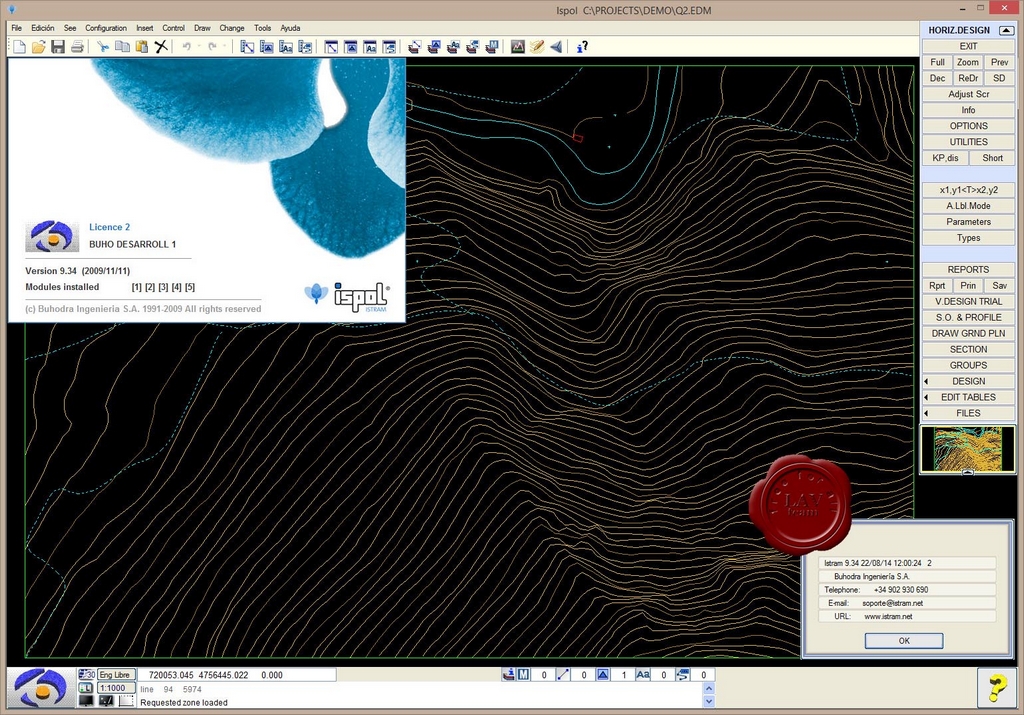 Ispol C:\PROJECTS\DEMO\Q2.EDM
File Edición See Configuration Insert Control Draw Change Tools Ayuda
HORIZ.DESIGN
EXIT
Full Zoom Prev
Dec ReDr SD
Adjust Scr
Info
OPTIONS
UTILITIES
KP,dis Short
x1,y1<T>x2,y2
A.Lbl.Mode
Parameters
Types
REPORTS
Rprt Prin Sav
V.DESIGN TRIAL
S.O. & PROFILE
DRAW GRND PLN
SECTION
GROUPS
DESIGN
EDIT TABLES
FILES
Licence 2
BUHO DESARROLL 1
Version 9.34 (2009/11/11)
Modules installed [1] [2] [3] [4] [5]
(c) Buhodra Ingenieria S.A. 1991-2009 All rights reserved
ispol
ISTRAM
LAV
team
Istram 9.34 22/08/14 12:00:24 2
Buhodra Ingeniería S.A.
Telephone: +34 902 930 690
E-mail: soporte@istram.net
URL: www.istram.net
OK
Eng Libre
1:1000
720053.045 4756445.022 0.000
line 94 5974
Requested zone loaded
M 0 0 1 Aa 0 0